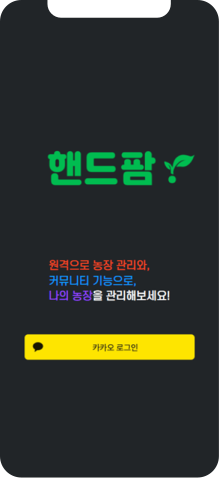 핸드팜
원격으로 농장 관리와,
커뮤니티 기능으로,
나의 농장을 관리해보세요!
카카오 로그인